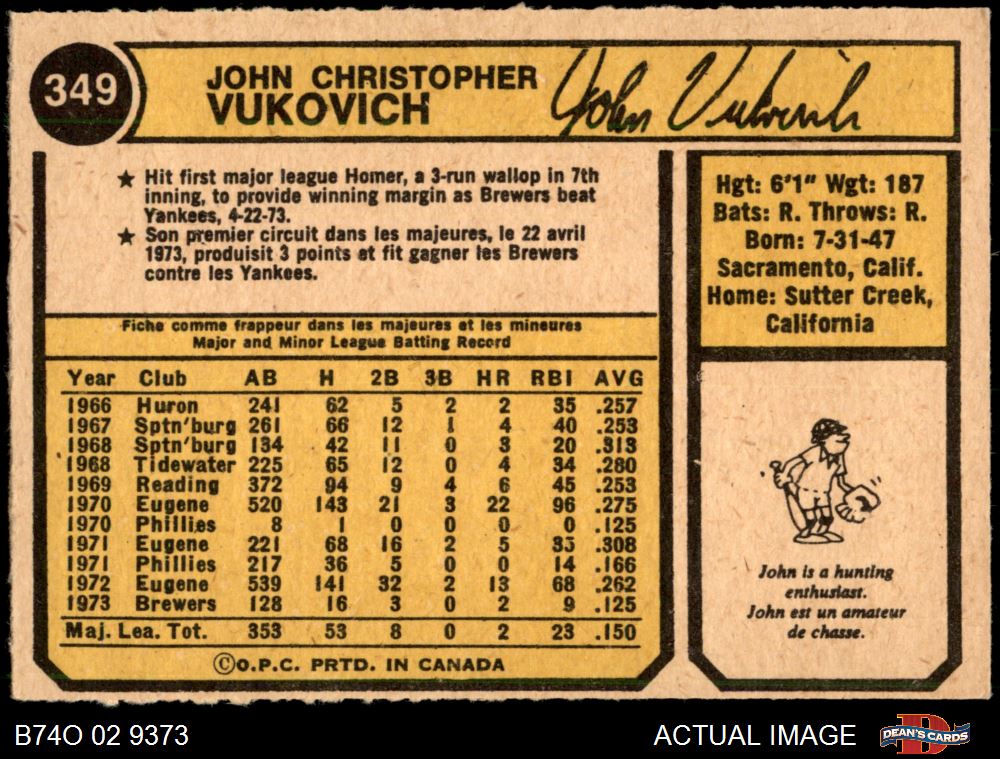 349
JOHN CHRISTOPHER
VUKOVICH
John Vukovich
★ Hit first major league Homer, a 3-run wallop in 7th
inning, to provide winning margin as Brewers beat
Yankees, 4-22-73.
★ Son premier circuit dans les majeures, le 22 avril
1973, produisit 3 points et fit gagner les Brewers
contre les Yankees.
Hgt: 6'1" Wgt: 187
Bats: R. Throws: R.
Born: 7-31-47
Sacramento, Calif.
Home: Sutter Creek,
California
Fiche comme frappeur dans les majeures et les mineures
Major and Minor League Batting Record
Year Club AB H 2B 3B HR RBI AVG
1966 Huron 241 62 5 2 2 35 .257
1967 Sptn'burg 261 66 12 1 4 40 .253
1968 Sptn'burg 134 42 11 0 3 20 .313
1968 Tidewater 225 65 12 0 4 34 .280
1969 Reading 372 94 9 4 6 45 .253
1970 Eugene 520 143 21 3 22 96 .275
1970 Phillies 8 1 0 0 0 0 .125
1971 Eugene 221 68 16 2 5 33 .308
1971 Phillies 217 36 5 0 0 14 .166
1972 Eugene 539 141 32 2 13 68 .262
1973 Brewers 128 16 3 0 2 9 .125
Maj. Lea. Tot. 353 53 8 0 2 23 .150
©O.P.C. PRTD. IN CANADA
John is a hunting
enthusiast.
John est un amateur
de chasse.
B74O 02 9373
ACTUAL IMAGE
D
DEAN'S CARDS